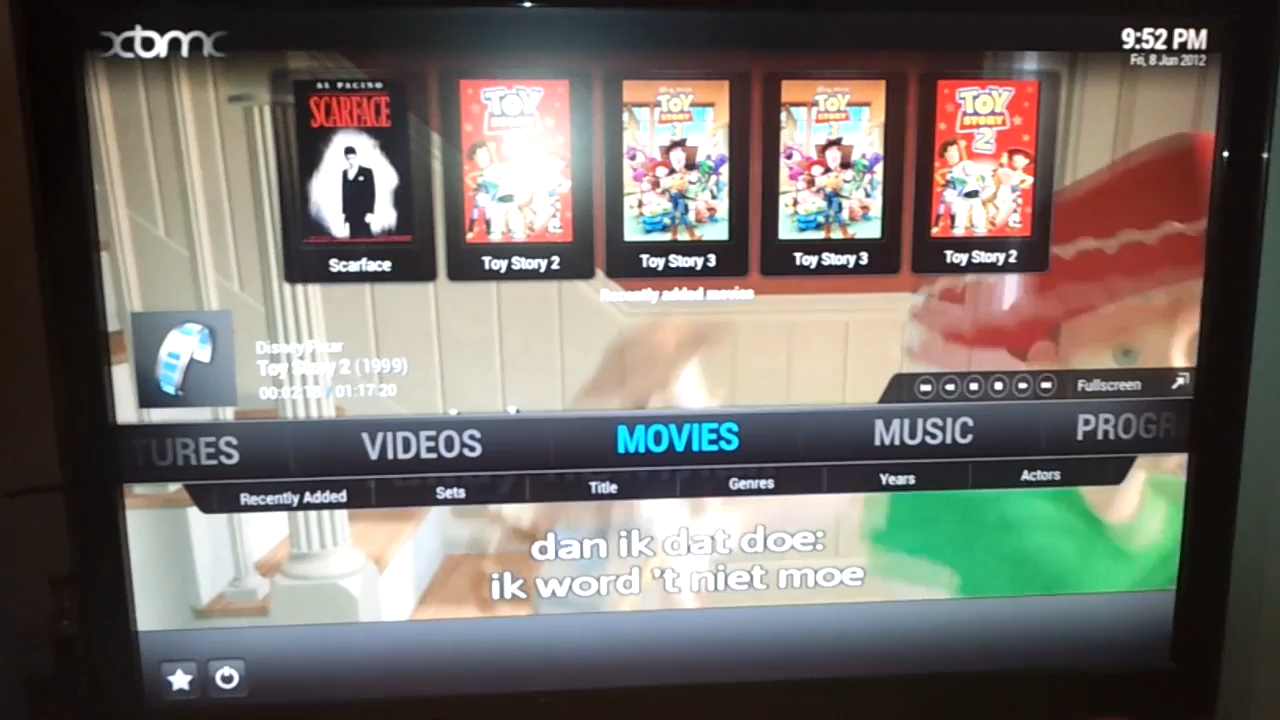 xbmc
9:52 PM
Fri, 8 Jun 2012
AL PACINO
SCARFACE
TOY
TOY
STORY
3
TOY
STORY
3
TOY
STORY
2
Scarface
Toy Story 2
Toy Story 3
Toy Story 3
Toy Story 2
Recently added movies
Disney Pixar
Toy Story 2 (1999)
01:17:20
Fullscreen
TURES
VIDEOS
MOVIES
MUSIC
PROGR
Recently Added
Sets
Title
Genres
Years
Actors
dan ik dat doe:
ik word 't niet moe